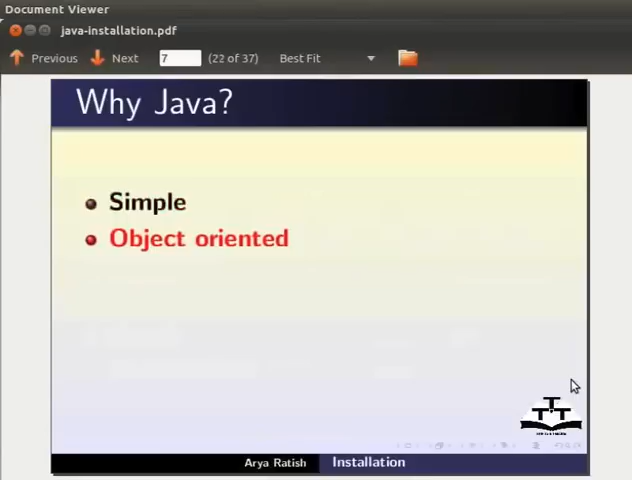 Document Viewer
java-installation.pdf
Previous Next 7 (22 of 37) Best Fit
Why Java?
Simple
Object oriented
Arya Ratish Installation